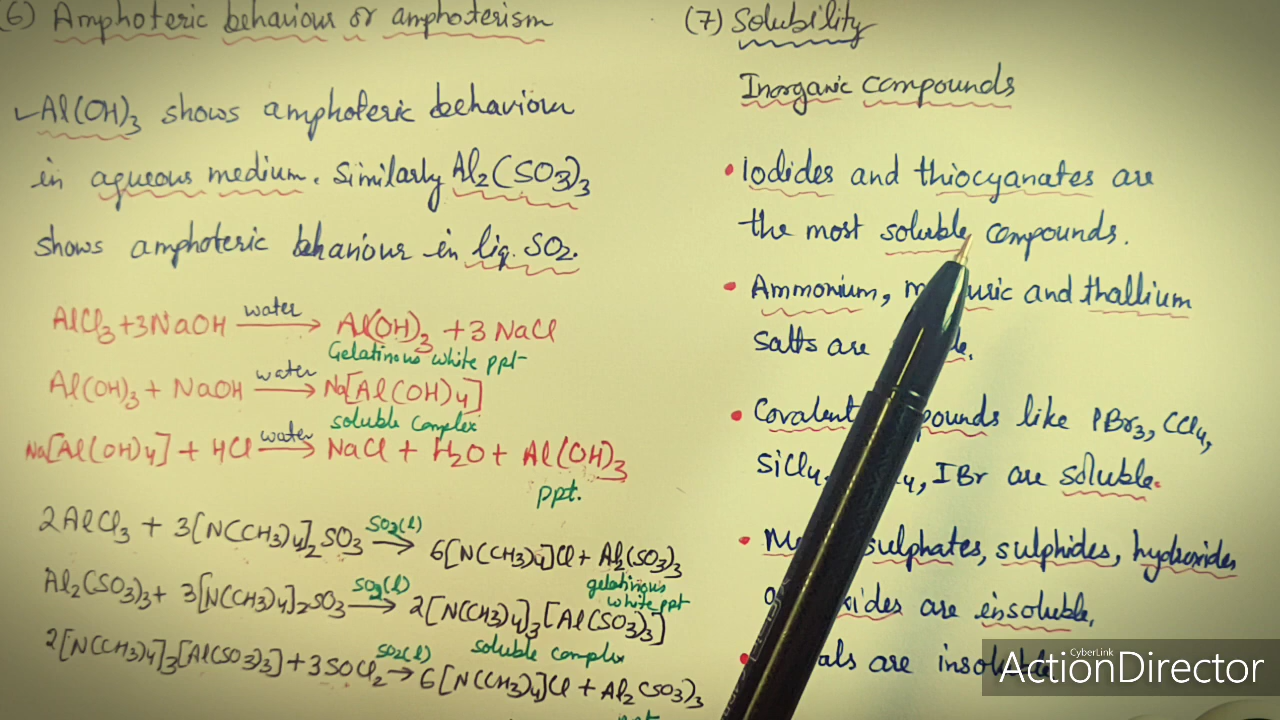 (6) Amphoteric behaviour or amphoterism
Al(OH)3 shows amphoteric behaviour
in aqueous medium. Similarly Al2(SO3)3
shows amphoteric behaviour in liq. SO2.
AlCl3 + 3NaOH water → Al(OH)3 + 3NaCl
Gelatinous white ppt
Al(OH)3 + NaOH water → Na[Al(OH)4]
soluble complex
Na[Al(OH)4] + HCl water → NaCl + H2O + Al(OH)3
ppt.
2AlCl3 + 3[N(CH3)4]2SO3 SO2(l) → 6[N(CH3)4]Cl + Al2(SO3)3
gelatinous
white ppt
Al2(SO3)3 + 3[N(CH3)4]2SO3 SO2(l) → 2[N(CH3)4]3[Al(SO3)3]
soluble complex
2[N(CH3)4]3[Al(SO3)3] + 3SOCl2 SO2(l) → 6[N(CH3)4]Cl + Al2(SO3)3
ppt
(7) Solubility
Inorganic compounds
• Iodides and thiocyanates are
the most soluble compounds.
• Ammonium, and thallium
salts are
• Covalent like PBr3, CCl4,
SiCl4, IBr are soluble.
• sulphates, sulphides, hydroxides
are insoluble.
• are
CyberLink
ActionDirector